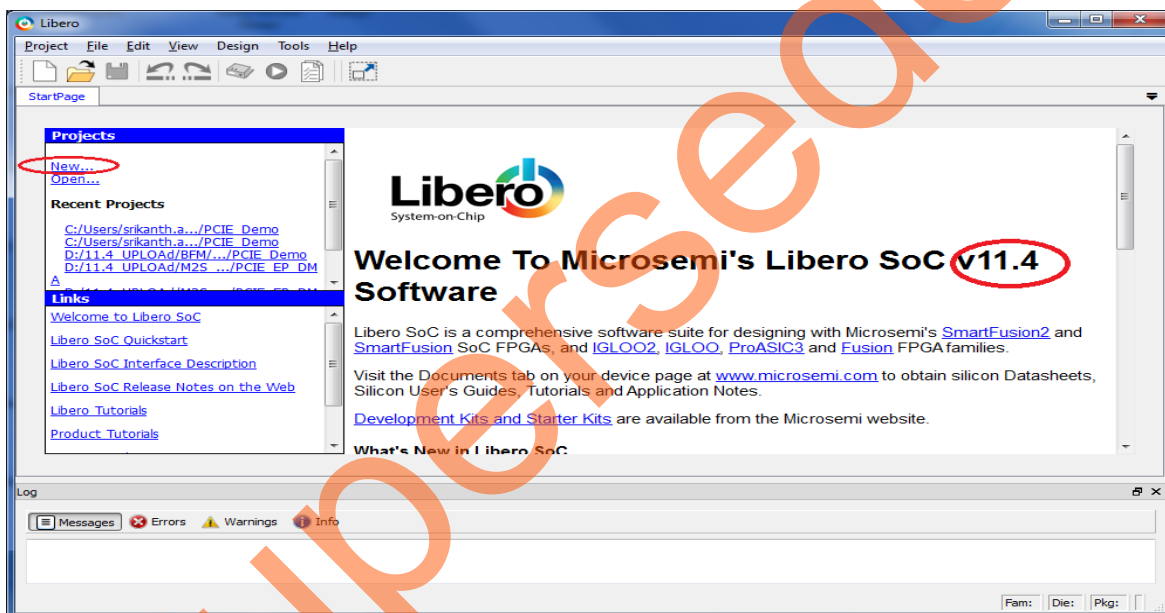 Libero
Project File Edit View Design Tools Help
StartPage
Projects
New...
Open...
Recent Projects
C:/Users/srikanth.a.../PCIE_Demo
C:/Users/srikanth.a.../PCIE_Demo
D:/11.4_UPLOAd/BFM/.../PCIE_Demo
D:/11.4_UPLOAd/M2S_.../PCIE_EP_DM
A
Links
Welcome to Libero SoC
Libero SoC Quickstart
Libero SoC Interface Description
Libero SoC Release Notes on the Web
Libero Tutorials
Product Tutorials
Libero
System-on-Chip
Welcome To Microsemi's Libero SoC v11.4
Software
Libero SoC is a comprehensive software suite for designing with Microsemi's SmartFusion2 and
SmartFusion SoC FPGAs, and IGLOO2, IGLOO, ProASIC3 and Fusion FPGA families.
Visit the Documents tab on your device page at www.microsemi.com to obtain silicon Datasheets,
Silicon User's Guides, Tutorials and Application Notes.
Development Kits and Starter Kits are available from the Microsemi website.
What's New in Libero SoC
Log
Messages Errors Warnings Info
Fam: Die: Pkg: